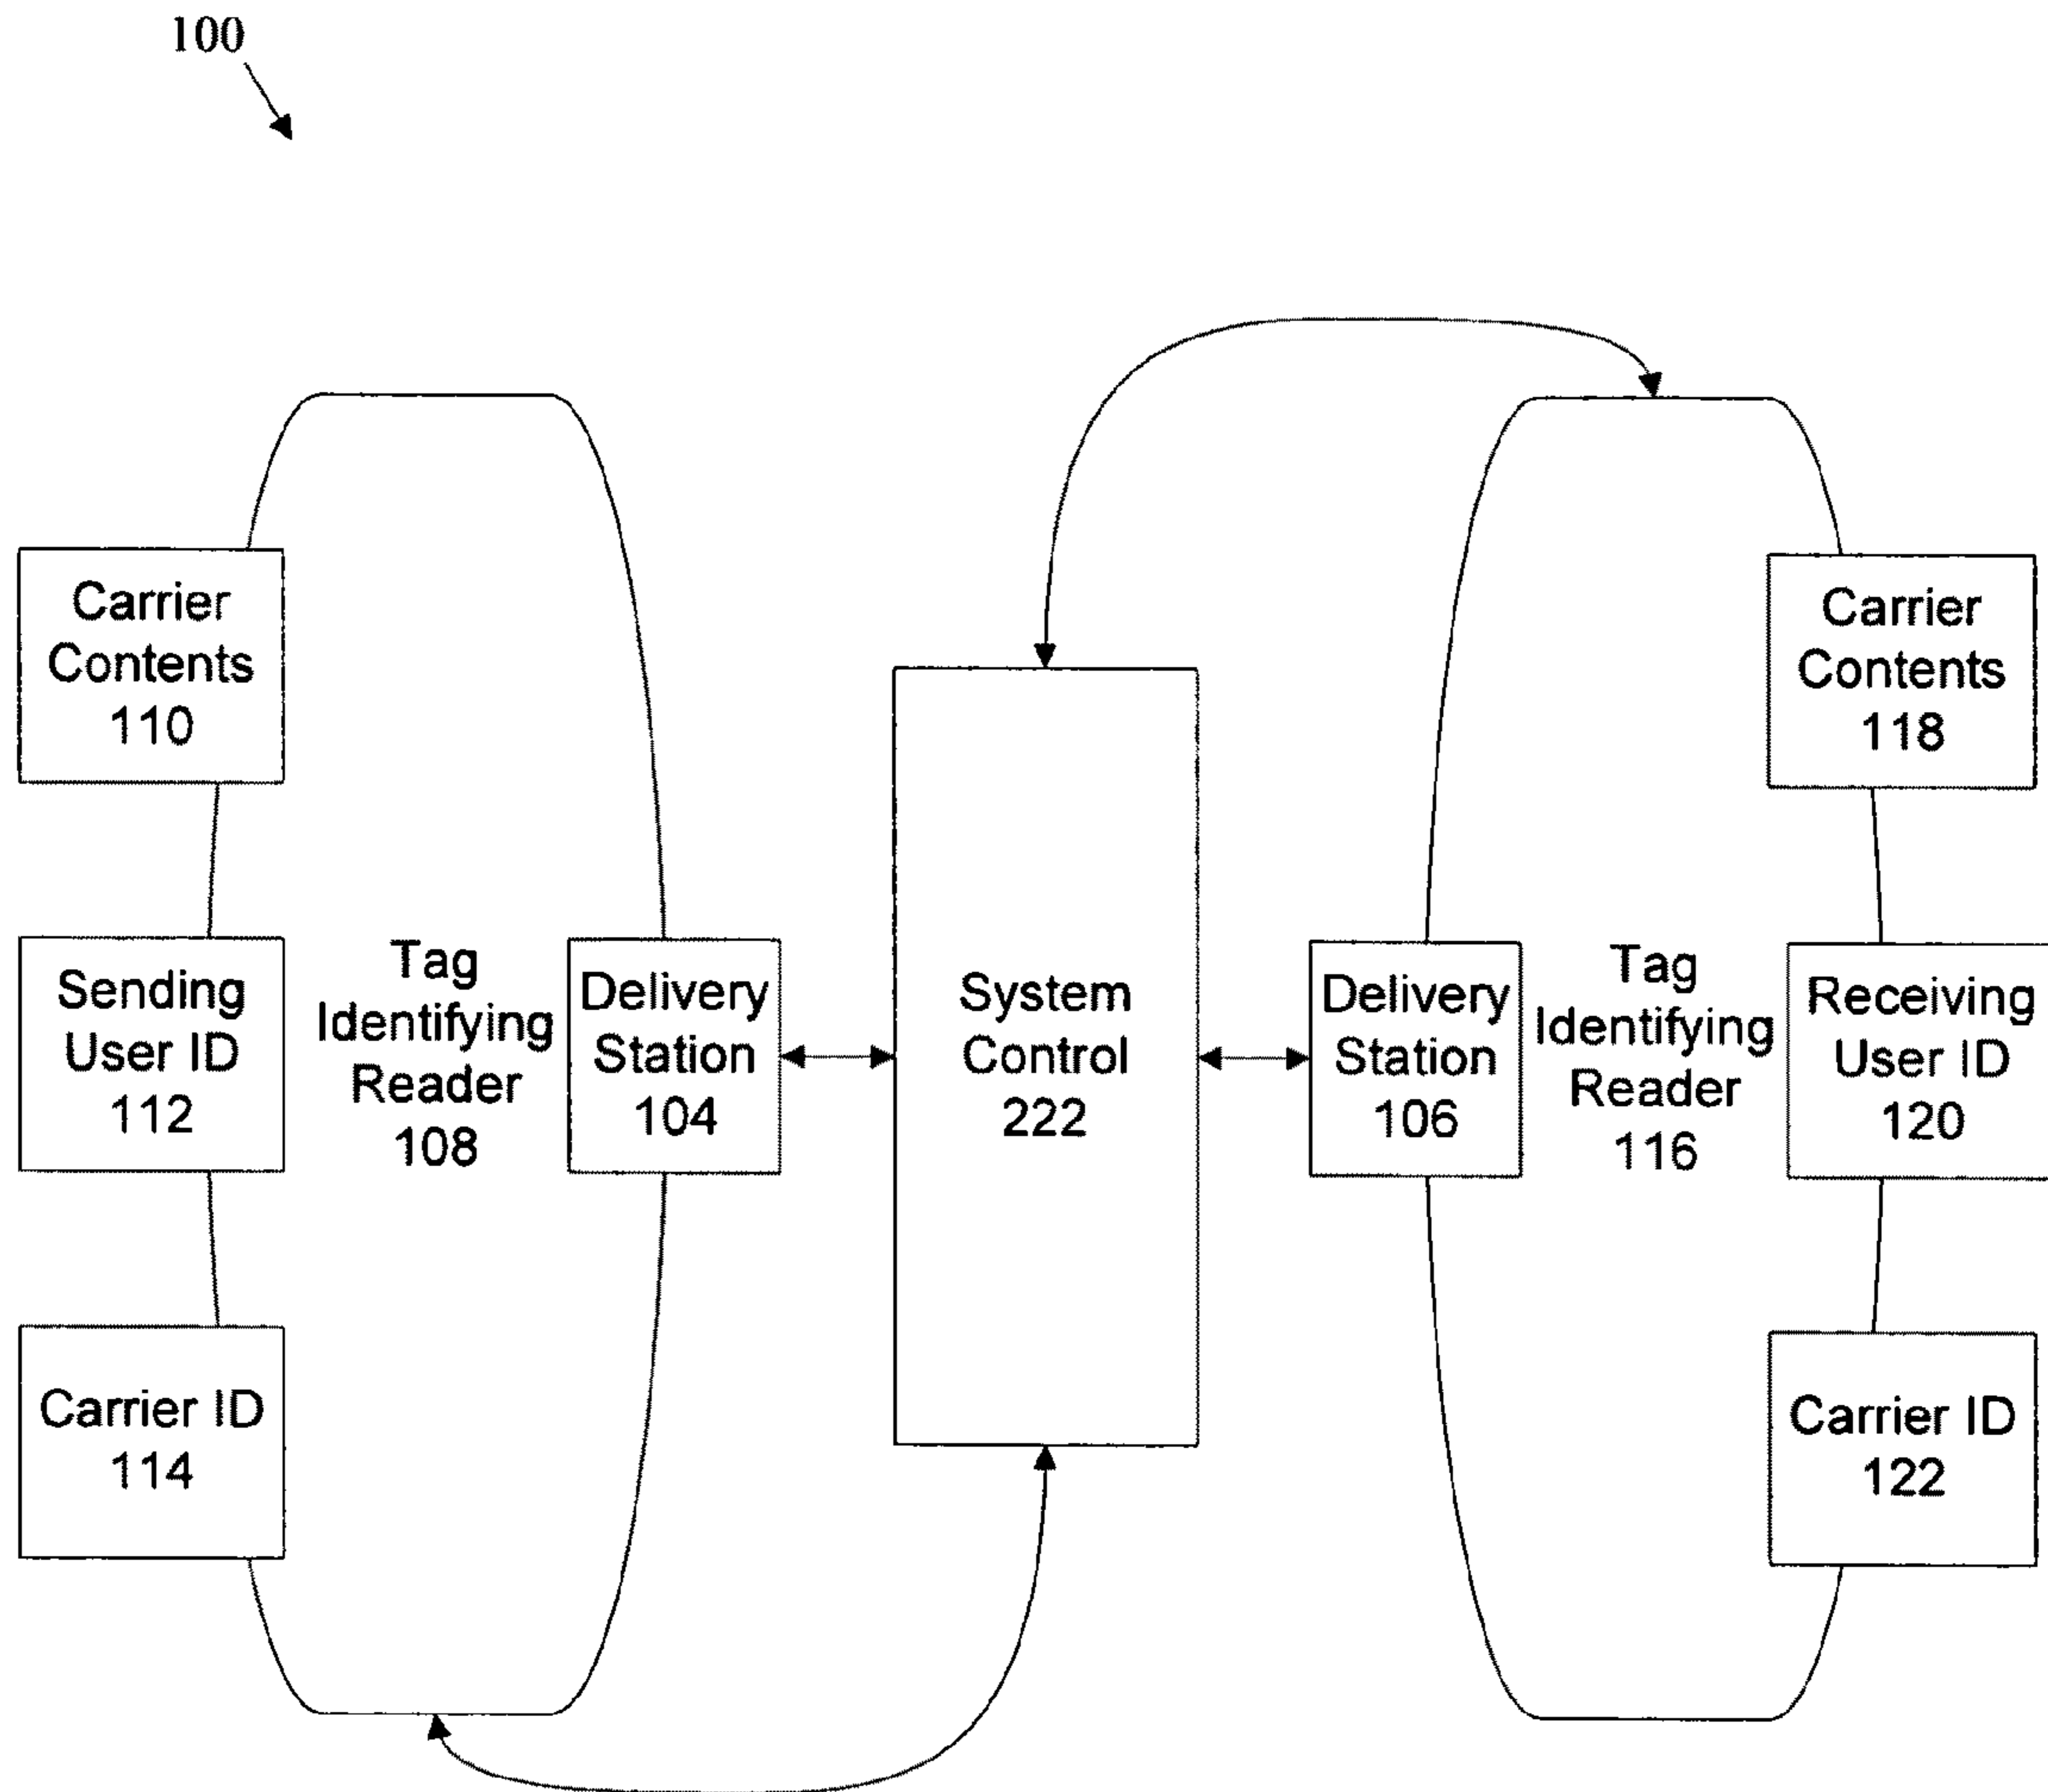 100
Carrier
Contents
110
Sending
User ID
112
Carrier ID
114
Tag
Identifying
Reader
108
Delivery
Station
104
System
Control
222
Delivery
Station
106
Tag
Identifying
Reader
116
Carrier
Contents
118
Receiving
User ID
120
Carrier ID
122